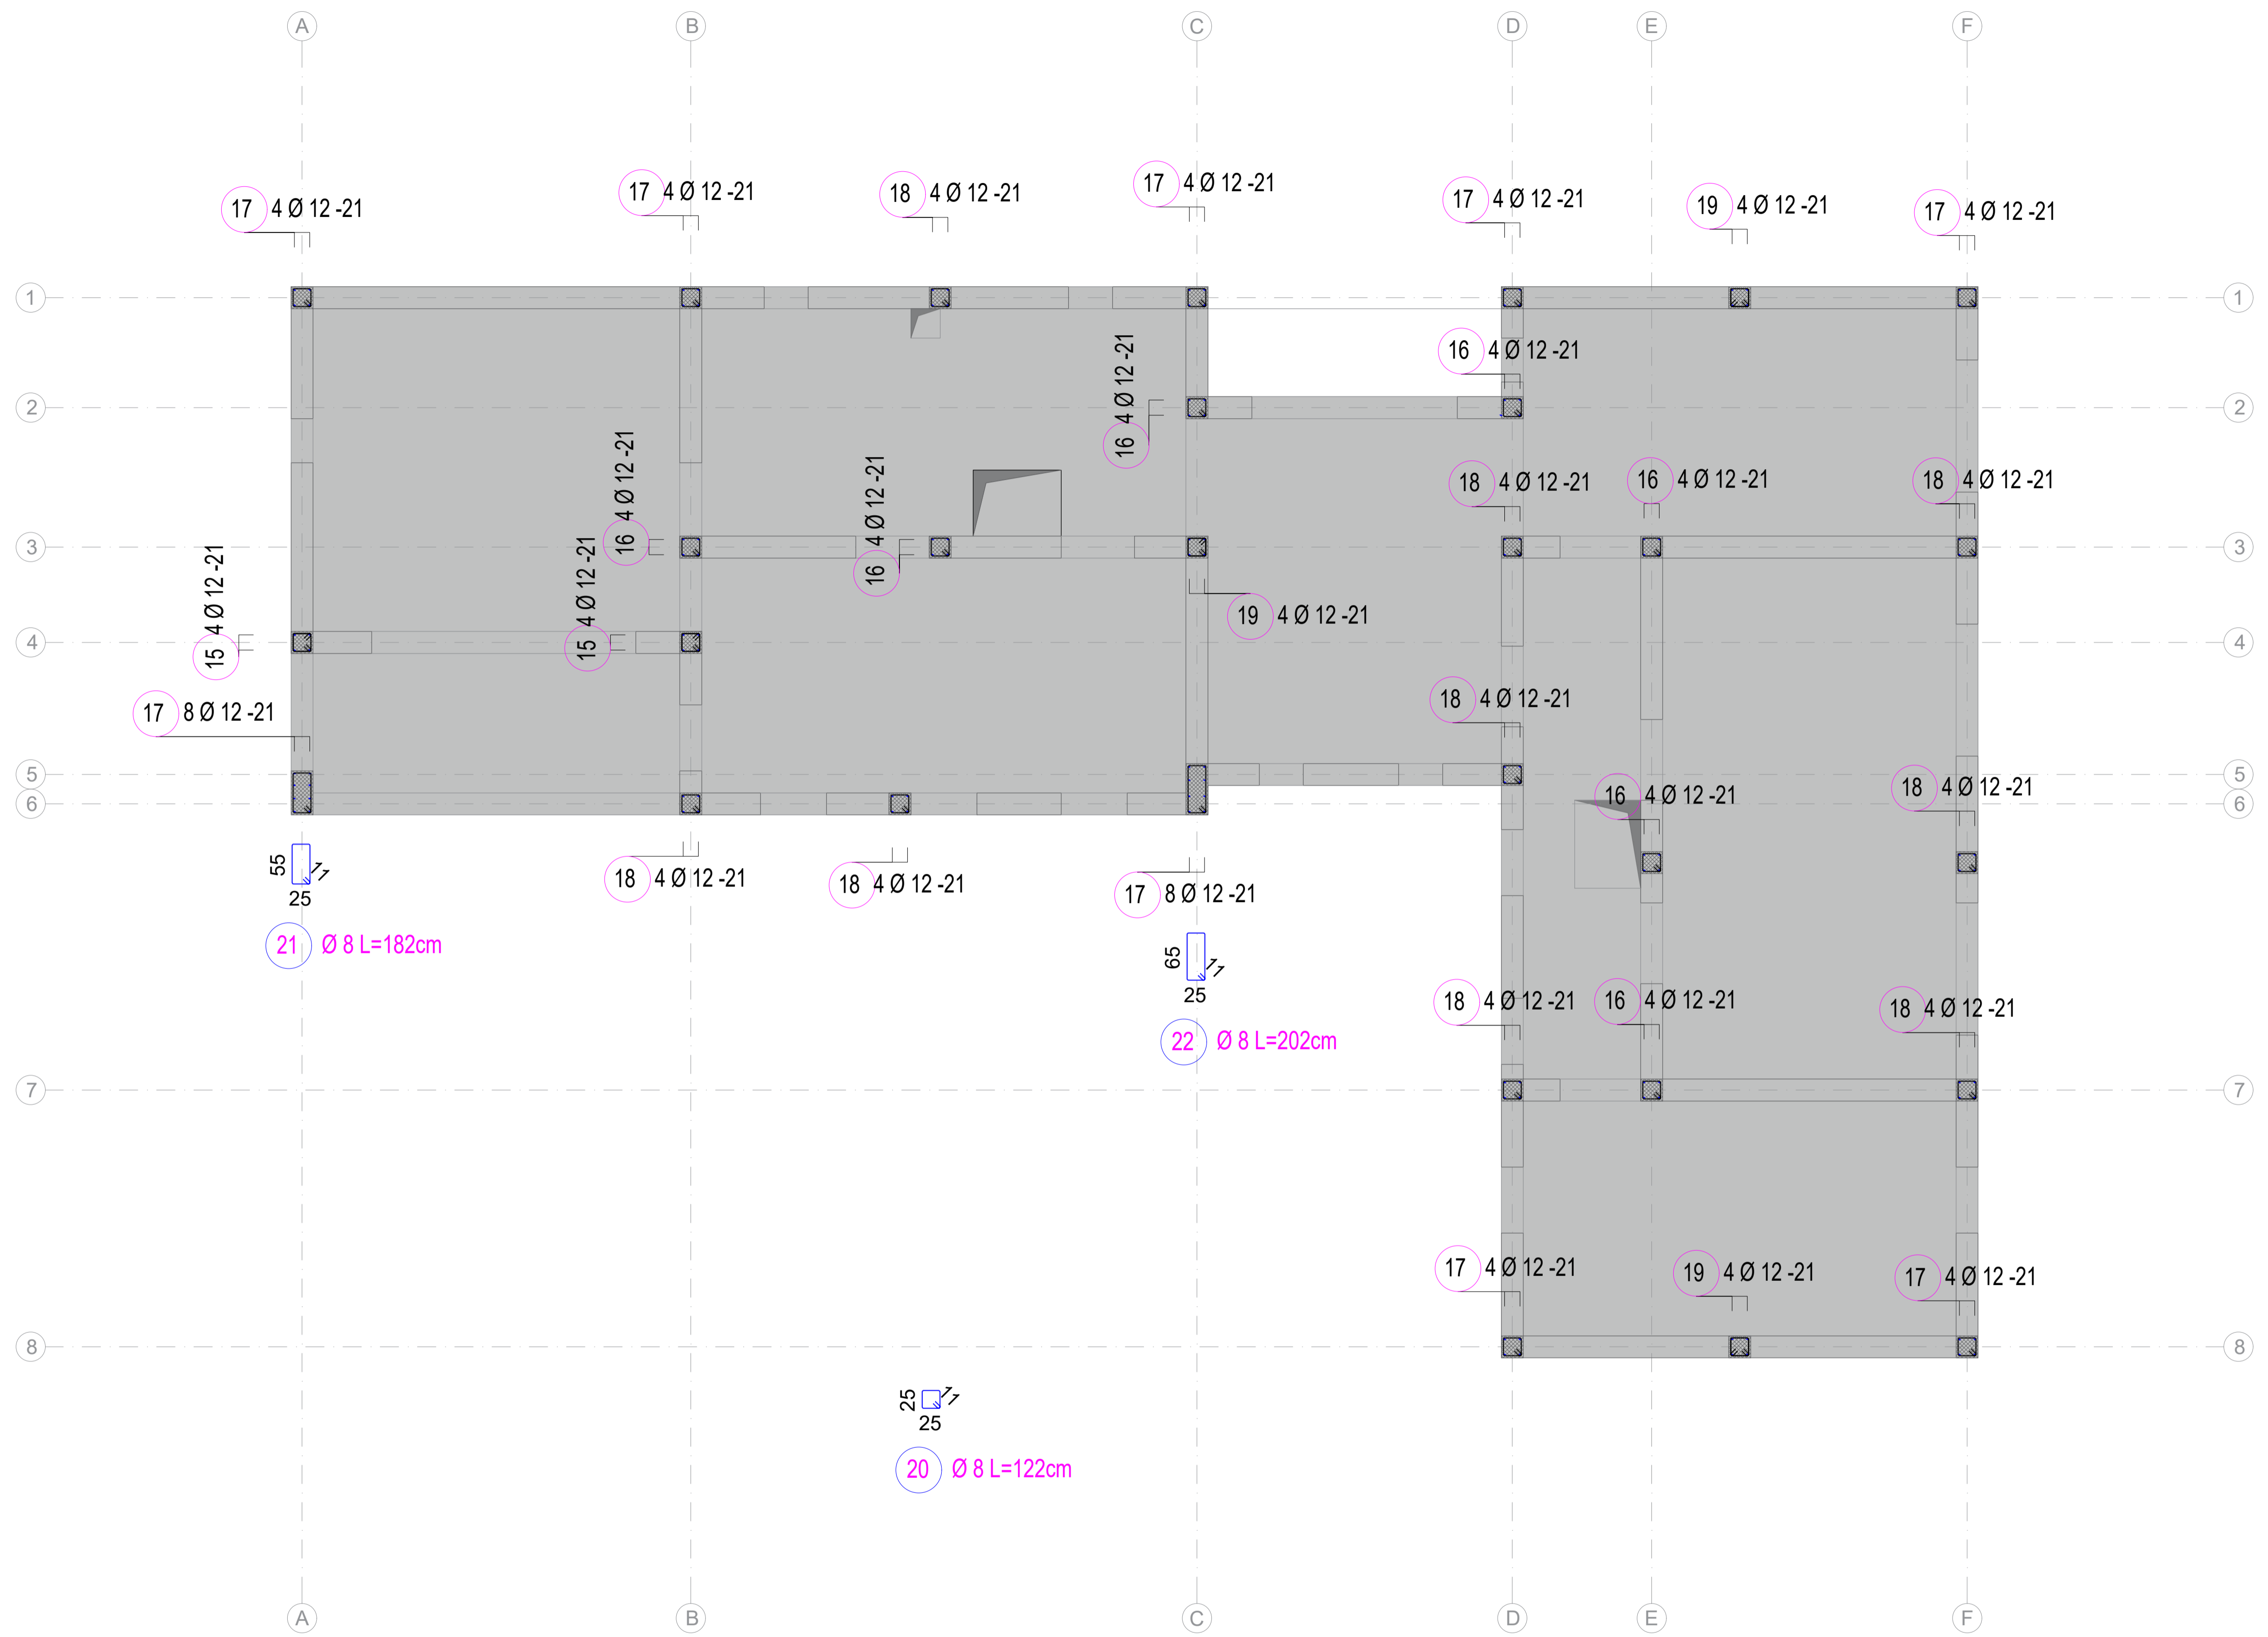 A B C D E F
17 4 Ø 12 -21
17 4 Ø 12 -21
18 4 Ø 12 -21
17 4 Ø 12 -21
17 4 Ø 12 -21
19 4 Ø 12 -21
17 4 Ø 12 -21
1 1
16 4 Ø 12 -21
16 4 Ø 12 -21
2 2
16 4 Ø 12 -21
16 4 Ø 12 -21
18 4 Ø 12 -21
16 4 Ø 12 -21
18 4 Ø 12 -21
3 3
15 4 Ø 12 -21
15 4 Ø 12 -21
19 4 Ø 12 -21
4 4
17 8 Ø 12 -21
18 4 Ø 12 -21
5 5
16 4 Ø 12 -21
18 4 Ø 12 -21
6 6
55
11
25
18 4 Ø 12 -21
18 4 Ø 12 -21
17 8 Ø 12 -21
21 Ø 8 L=182cm
65
11
25
22 Ø 8 L=202cm
18 4 Ø 12 -21
16 4 Ø 12 -21
18 4 Ø 12 -21
7 7
17 4 Ø 12 -21
19 4 Ø 12 -21
17 4 Ø 12 -21
8 8
25
11
25
20 Ø 8 L=122cm
A B C D E F